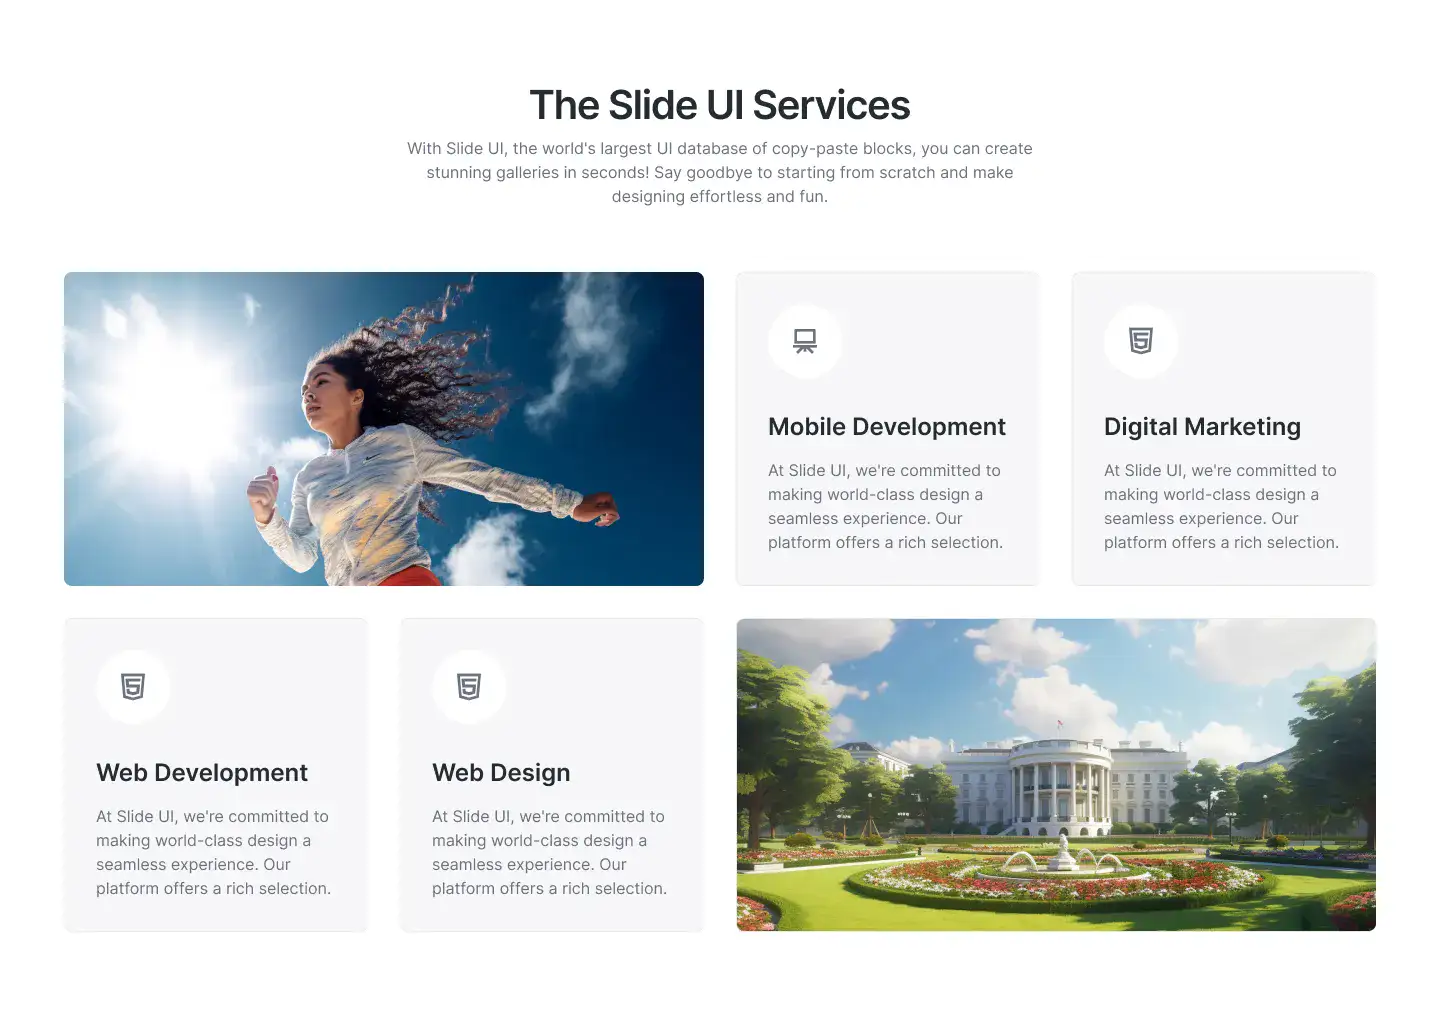 The Slide UI Services
With Slide UI, the world's largest UI database of copy-paste blocks, you can create
stunning galleries in seconds! Say goodbye to starting from scratch and make
designing effortless and fun.
Mobile Development
At Slide UI, we're committed to
making world-class design a
seamless experience. Our
platform offers a rich selection.
Digital Marketing
At Slide UI, we're committed to
making world-class design a
seamless experience. Our
platform offers a rich selection.
Web Development
At Slide UI, we're committed to
making world-class design a
seamless experience. Our
platform offers a rich selection.
Web Design
At Slide UI, we're committed to
making world-class design a
seamless experience. Our
platform offers a rich selection.